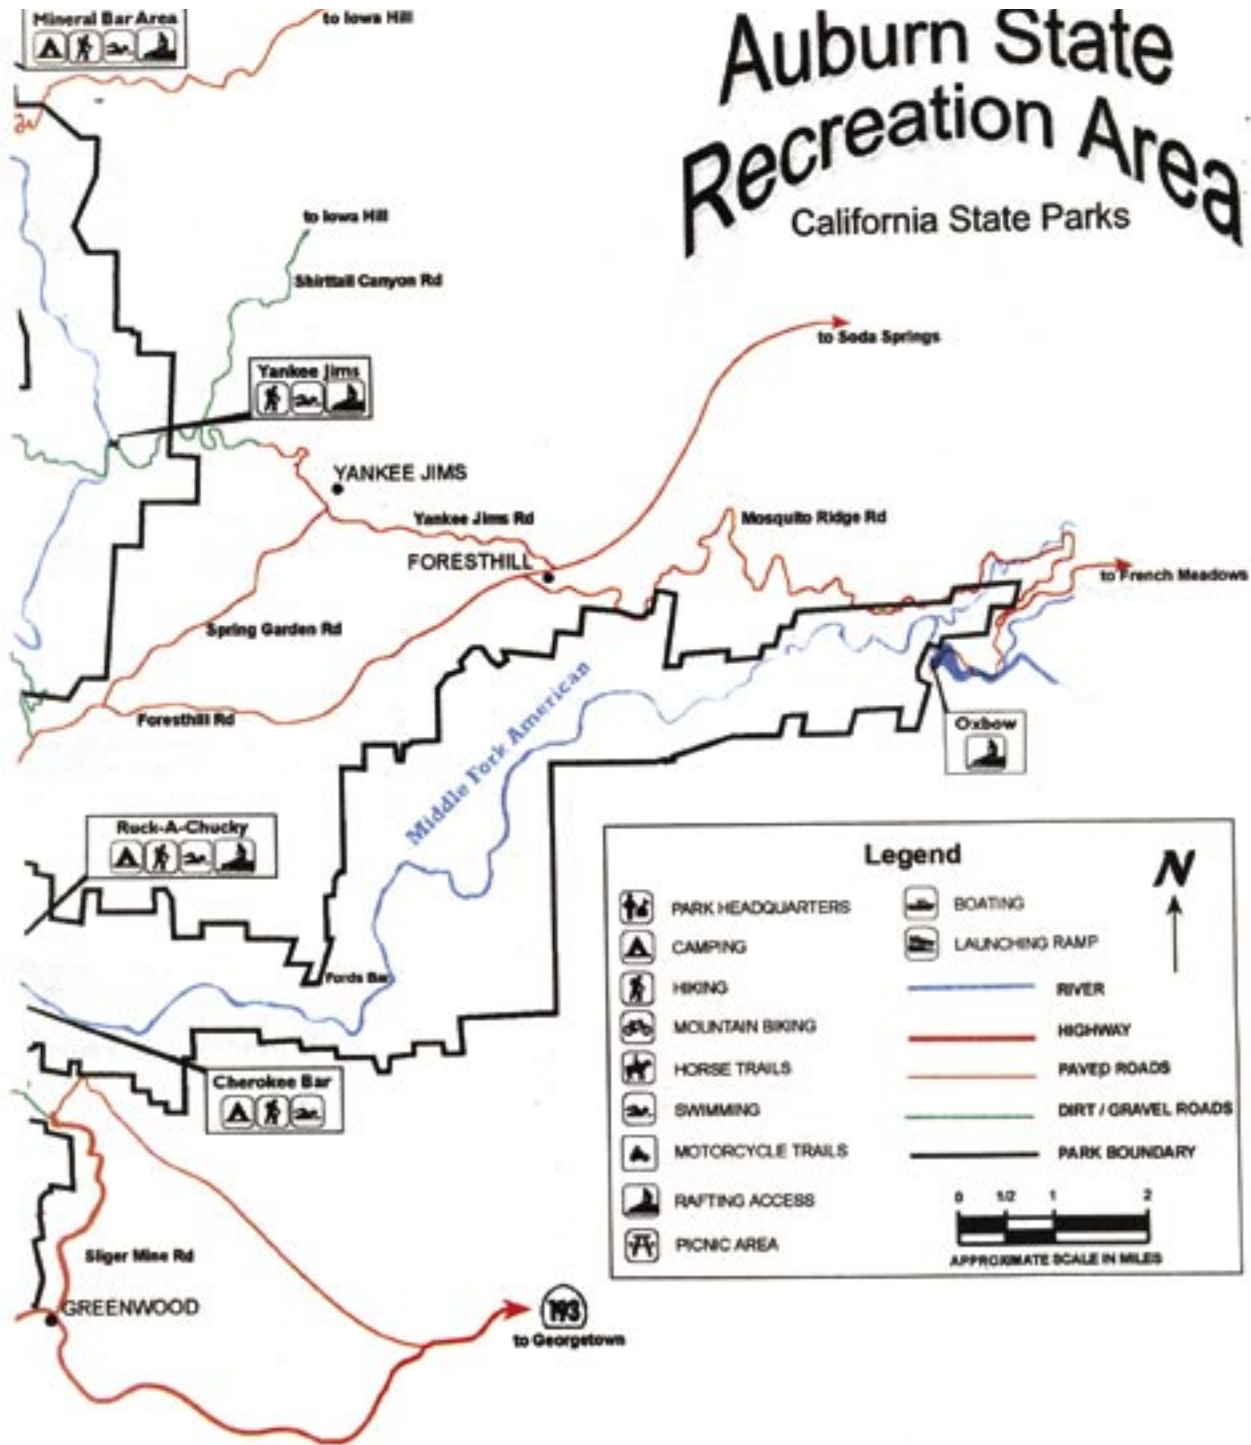 Mineral Bar Area
to Iowa Hill
Auburn State
Recreation Area
California State Parks
to Iowa Hill
Shirttail Canyon Rd
to Soda Springs
Yankee Jims
YANKEE JIMS
Yankee Jims Rd
Mosquito Ridge Rd
FORESTHILL
to French Meadows
Spring Garden Rd
Foresthill Rd
Middle Fork American
Oxbow
Ruck-A-Chucky
Fords Bar
Cherokee Bar
Sliger Mine Rd
GREENWOOD
193
to Georgetown
Legend
N
PARK HEADQUARTERS
CAMPING
HIKING
MOUNTAIN BIKING
HORSE TRAILS
SWIMMING
MOTORCYCLE TRAILS
RAFTING ACCESS
PICNIC AREA
BOATING
LAUNCHING RAMP
RIVER
HIGHWAY
PAVED ROADS
DIRT / GRAVEL ROADS
PARK BOUNDARY
0 1/2 1 2
APPROXIMATE SCALE IN MILES